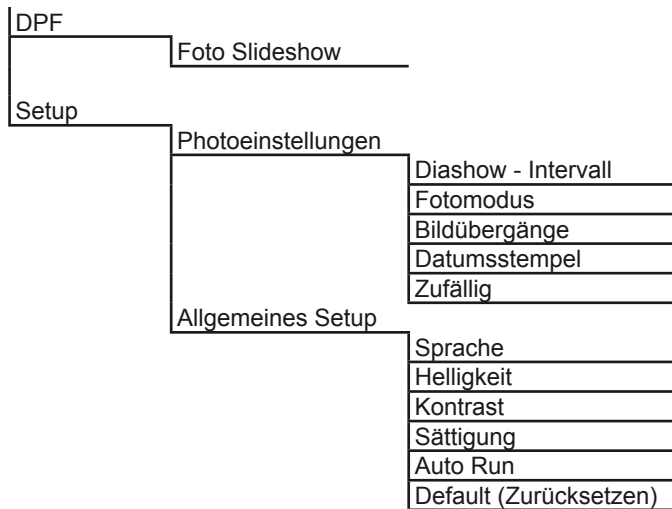 DPF
Foto Slideshow
Setup
Photoeinstellungen
Diashow - Intervall
Fotomodus
Bildübergänge
Datumsstempel
Zufällig
Allgemeines Setup
Sprache
Helligkeit
Kontrast
Sättigung
Auto Run
Default (Zurücksetzen)